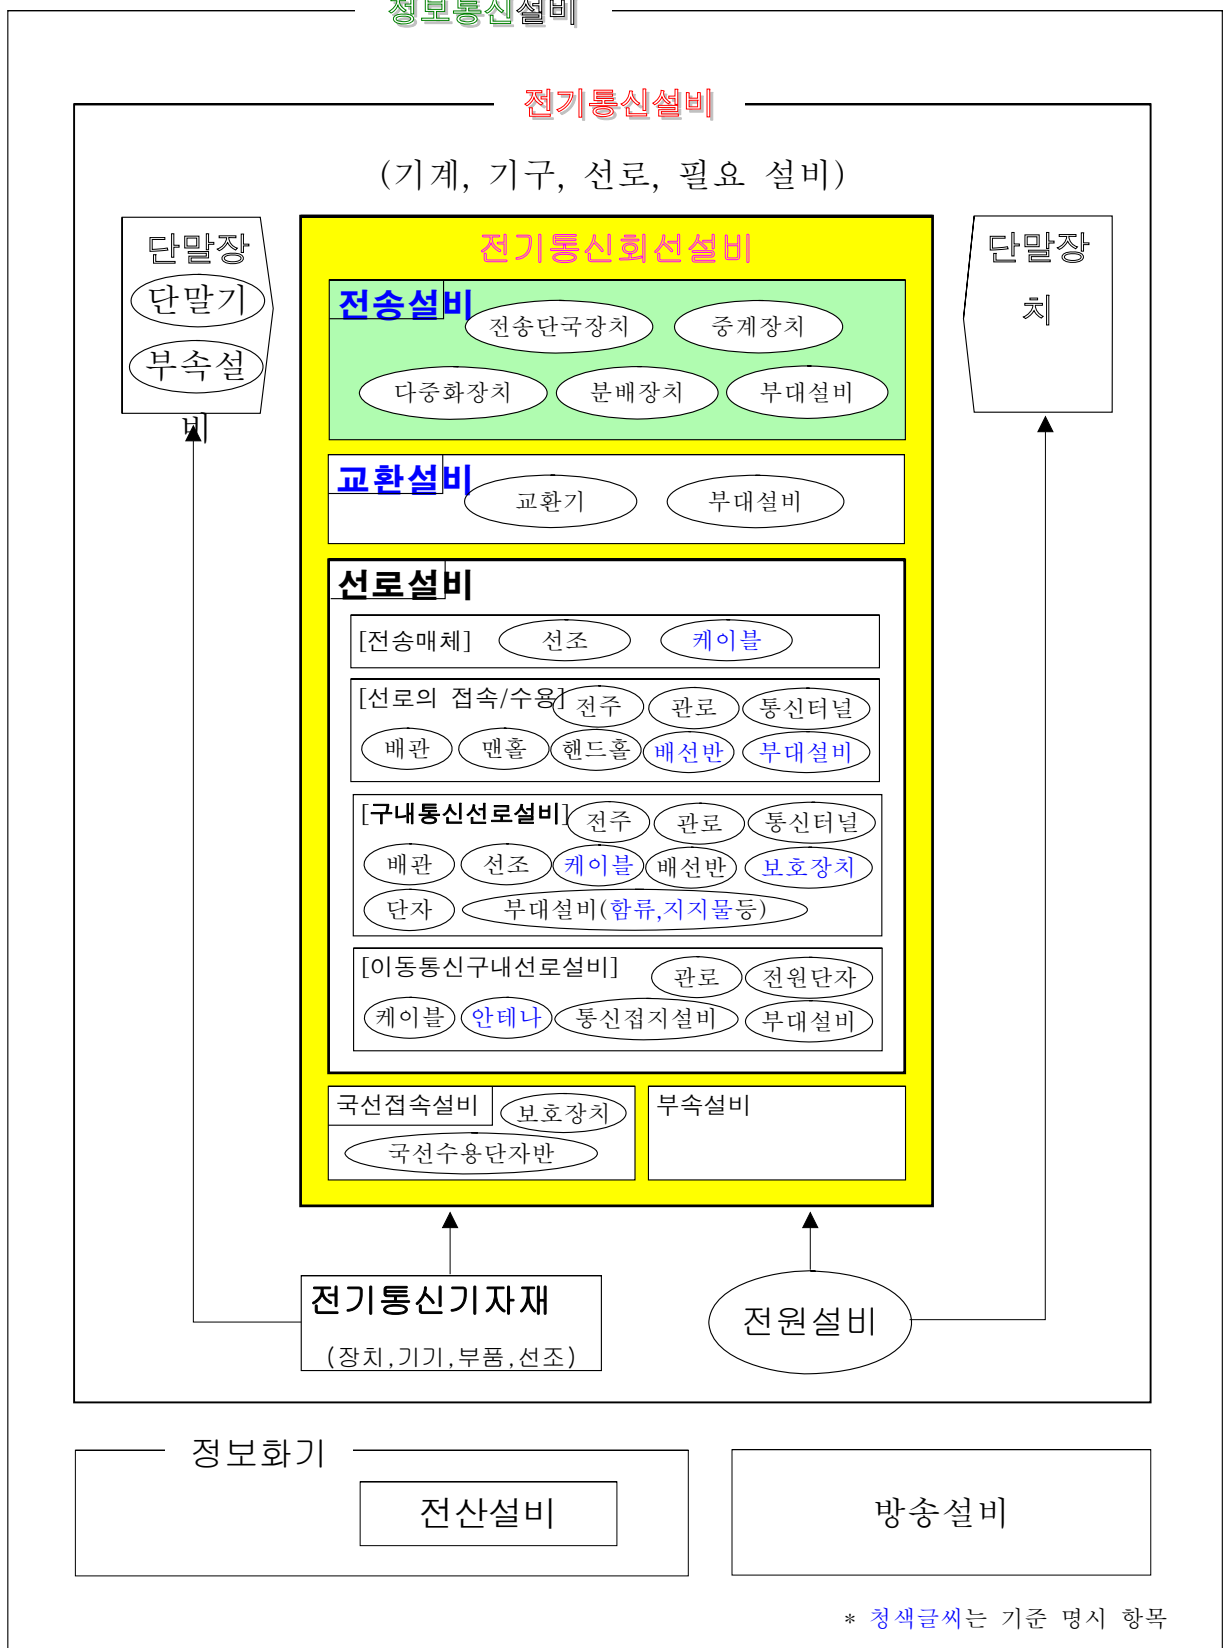 정보통신설비
전기통신설비
(기계, 기구, 선로, 필요 설비)
단말장
단말기
부속설
비
전기통신회선설비
전송설비
전송단국장치 중계장치
다중화장치 분배장치 부대설비
교환설비
교환기 부대설비
선로설비
[전송매체] 선조 케이블
[선로의 접속/수용] 전주 관로 통신터널
배관 맨홀 핸드홀 배선반 부대설비
[구내통신선로설비] 전주 관로 통신터널
배관 선조 케이블 배선반 보호장치
단자 부대설비(함류,지지물등)
[이동통신구내선로설비] 관로 전원단자
케이블 안테나 통신접지설비 부대설비
국선접속설비 보호장치
국선수용단자반
부속설비
단말장
치
전기통신기자재
(장치,기기,부품,선조)
전원설비
정보화기
전산설비
방송설비
* 청색글씨는 기준 명시 항목